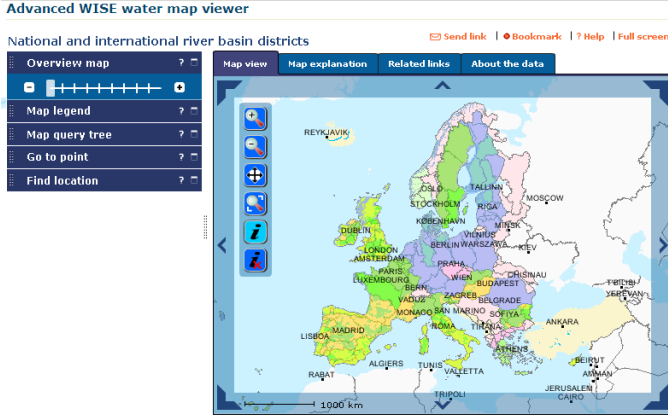 Advanced WISE water map viewer
Send link | Bookmark | ? Help | Full screen
National and international river basin districts
Overview map ?
Map legend ?
Map query tree ?
Go to point ?
Find location ?
Map view Map explanation Related links About the data
REYKJAVIK
OSLO TALLINN
STOCKHOLM RIGA MOSCOW
KØBENHAVN MINSK
DUBLIN VILNIUS
BERLIN WARSZAWA KIEV
LONDON
AMSTERDAM PRAHA
PARIS WIEN CHISINAU
LUXEMBOURG BUDAPEST
BERN TBILISI
VADUZ ZAGREB BELGRADE YEREVAN
MONACO SAN MARINO SOFIYA
MADRID ROMA TIRANA ANKARA
LISBOA
ATHENS
ALGIERS TUNIS VALLETTA BEIRUT
RABAT AMMAN
JERUSALEM
TRIPOLI CAIRO
1000 km